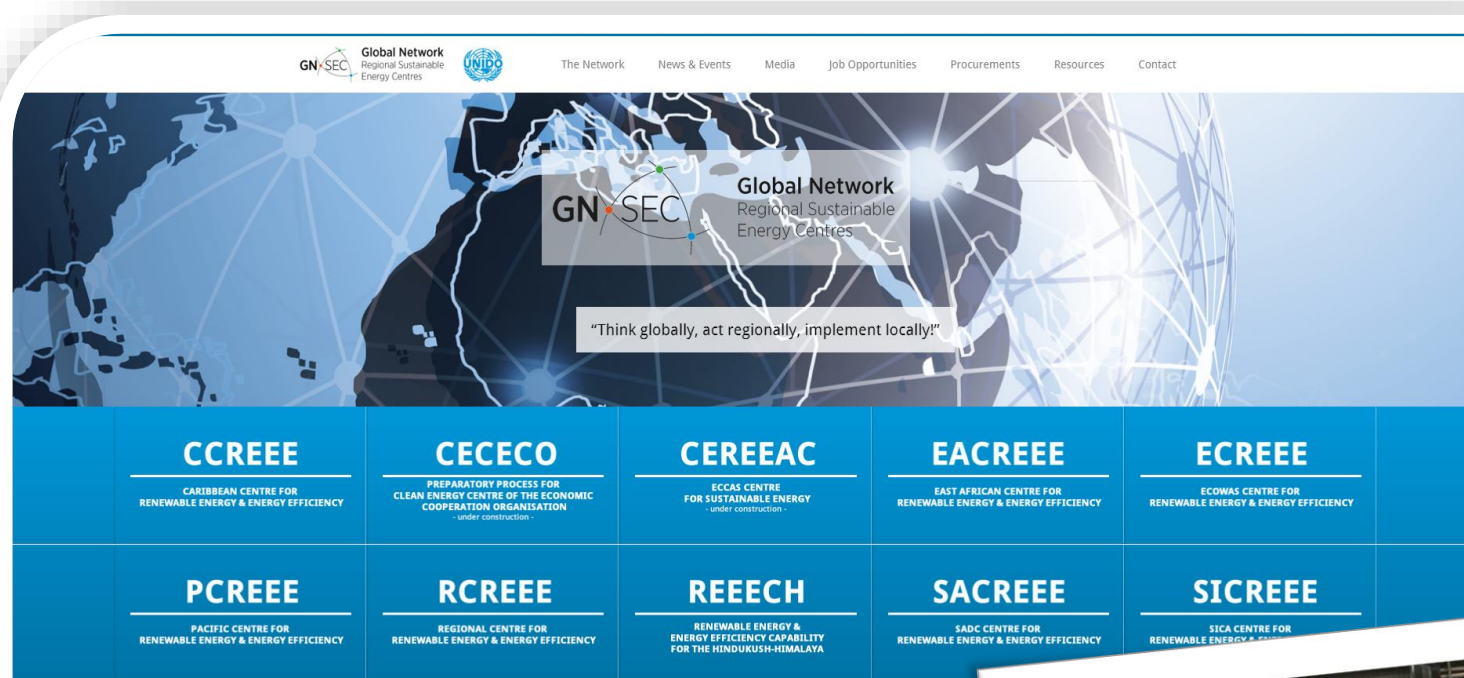 GN SEC
Global Network
Regional Sustainable
Energy Centres
UNIDO
The Network News & Events Media Job Opportunities Procurements Resources Contact
GN SEC
Global Network
Regional Sustainable
Energy Centres
“Think globally, act regionally, implement locally!”
CCREEE
CARIBBEAN CENTRE FOR
RENEWABLE ENERGY & ENERGY EFFICIENCY
CECECO
PREPARATORY PROCESS FOR
CLEAN ENERGY CENTRE OF THE ECONOMIC
COOPERATION ORGANISATION
- under construction -
CEREEAC
ECCAS CENTRE
FOR SUSTAINABLE ENERGY
- under construction -
EACREEE
EAST AFRICAN CENTRE FOR
RENEWABLE ENERGY & ENERGY EFFICIENCY
ECREEE
ECOWAS CENTRE FOR
RENEWABLE ENERGY & ENERGY EFFICIENCY
PCREEE
PACIFIC CENTRE FOR
RENEWABLE ENERGY & ENERGY EFFICIENCY
RCREEE
REGIONAL CENTRE FOR
RENEWABLE ENERGY & ENERGY EFFICIENCY
REEECH
RENEWABLE ENERGY &
ENERGY EFFICIENCY CAPABILITY
FOR THE HINDUKUSH-HIMALAYA
SACREEE
SADC CENTRE FOR
RENEWABLE ENERGY & ENERGY EFFICIENCY
SICREEE
SICA CENTRE FOR
RENEWABLE ENERGY &